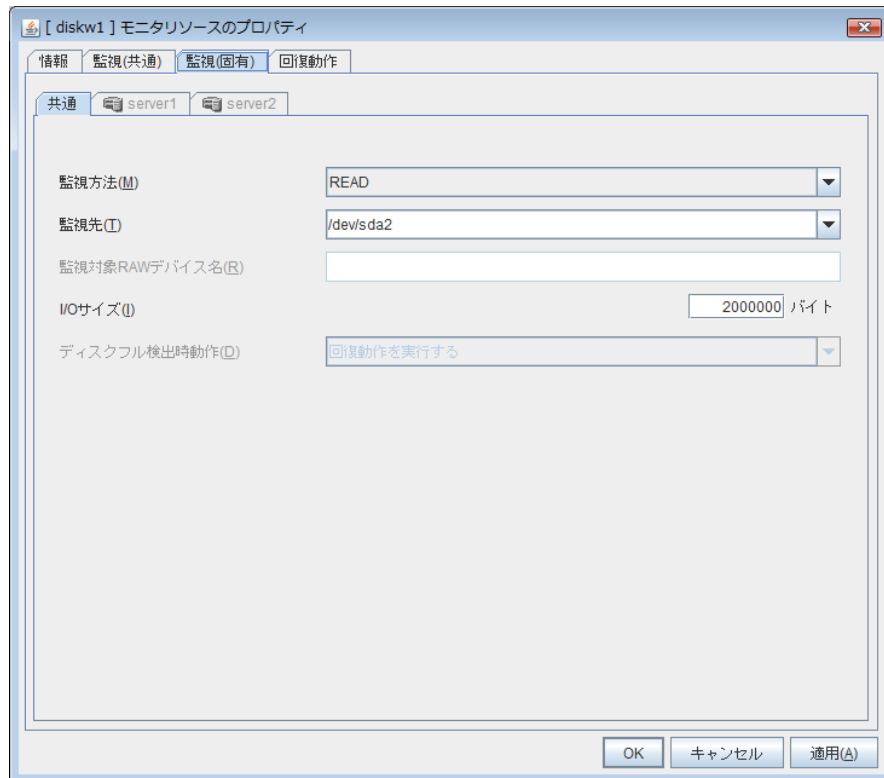 [ diskw1 ] モニタリソースのプロパティ
情報 監視(共通) 監視(固有) 回復動作
共通 server1 server2
監視方法(M) READ
監視先(T) /dev/sda2
監視対象RAWデバイス名(R)
I/Oサイズ(I) 2000000 バイト
ディスクフル検出時動作(D) 回復動作を実行する
OK キャンセル 適用(A)